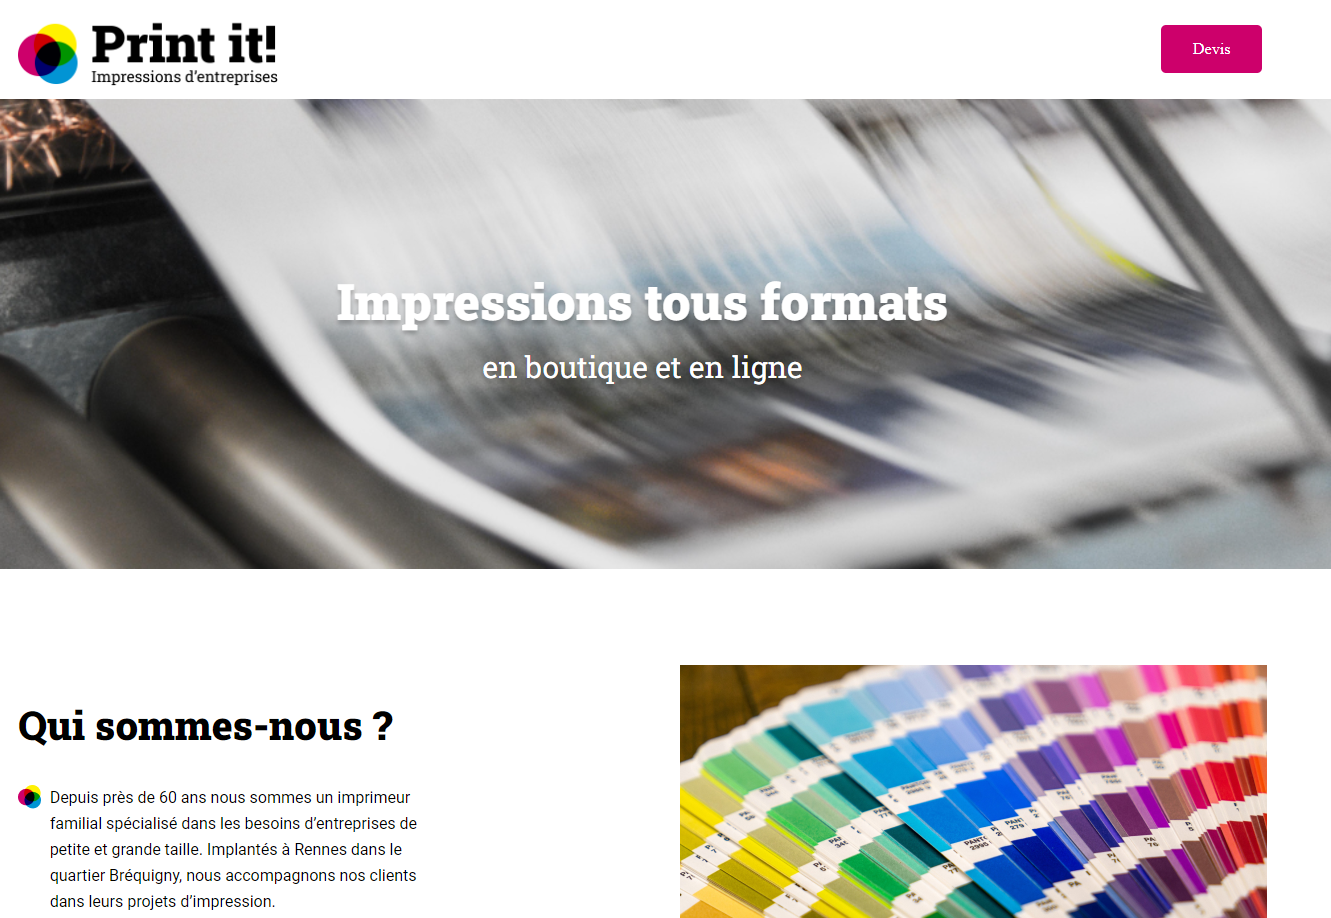 Print it!
Impressions d'entreprises
Devis
Impressions tous formats
en boutique et en ligne
Qui sommes-nous ?
Depuis près de 60 ans nous sommes un imprimeur
familial spécialisé dans les besoins d’entreprises de
petite et grande taille. Implantés à Rennes dans le
quartier Bréquigny, nous accompagnons nos clients
dans leurs projets d’impression.